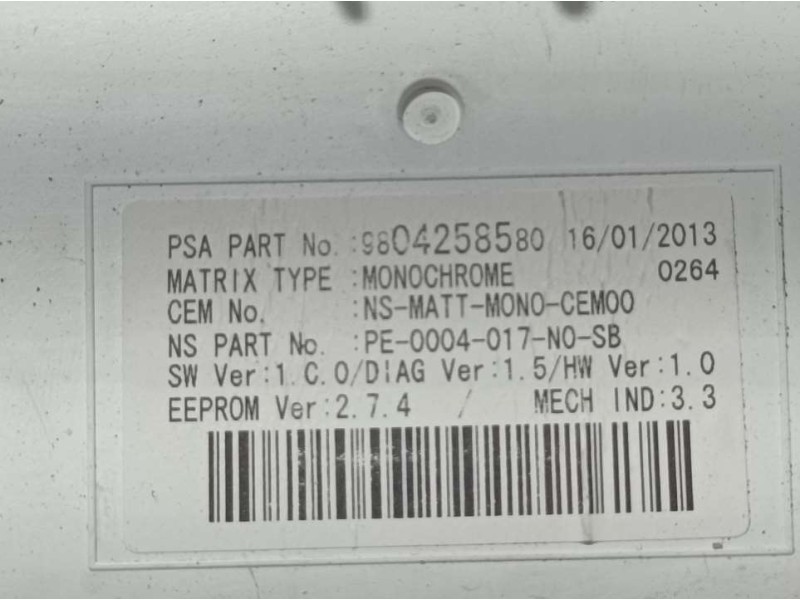 PSA PART No. :9804258580 16/01/2013
MATRIX TYPE :MONOCHROME 0264
CEM No. :NS-MATT-MONO-CEM00
NS PART No. :PE-0004-017-NO-SB
SW Ver:1.C.0/DIAG Ver:1.5/HW Ver:1.0
EEPROM Ver:2.7.4 / MECH IND:3.3